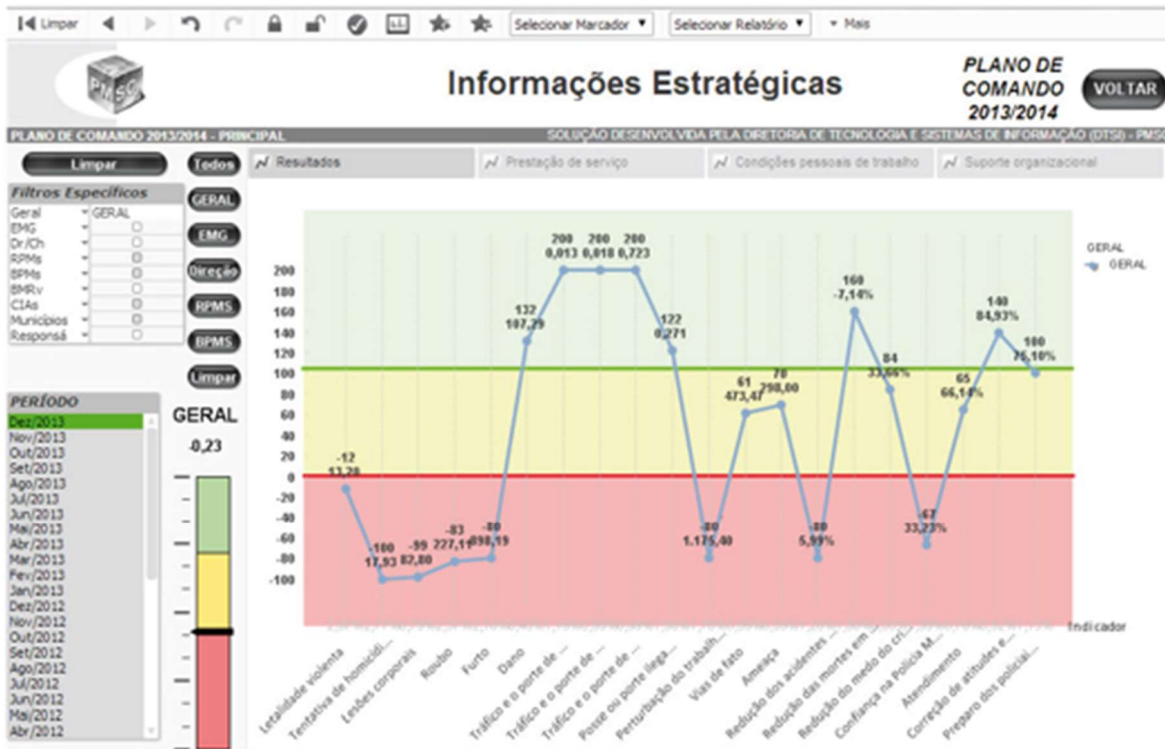 Limpar
Selecionar Marcador
Selecionar Relatório
Mais
PMSC
Informações Estratégicas
PLANO DE
COMANDO
2013/2014
VOLTAR
PLANO DE COMANDO 2013/2014 - PRINCIPAL
SOLUÇÃO DESENVOLVIDA PELA DIRETORIA DE TECNOLOGIA E SISTEMAS DE INFORMAÇÃO (DTSI) - PMSC
Limpar
Todos
Resultados
Prestação de serviço
Condições pessoais de trabalho
Suporte organizacional
Filtros Específicos
Geral GERAL
EMG
Dr/Ch
RPMs
BPMs
BMRv
CIAs
Municípios
Responsá
GERAL
EMG
Direção
RPMS
BPMS
Limpar
PERÍODO
Dez/2013
Nov/2013
Out/2013
Set/2013
Ago/2013
Jul/2013
Jun/2013
Mai/2013
Abr/2013
Mar/2013
Fev/2013
Jan/2013
Dez/2012
Nov/2012
Out/2012
Set/2012
Ago/2012
Jul/2012
Jun/2012
Mai/2012
Abr/2012
GERAL
-0,23
200
180
160
140
120
100
80
60
40
20
0
-20
-40
-60
-80
-100
-12
13,20
-100
17,93
-99
82,80
-83
227,11
-80
898,19
132
107,29
200
0,013
200
0,018
200
0,723
122
0,271
-80
1.175,40
61
473,47
70
298,00
-80
5,99%
160
-7,14%
84
33,66%
-67
33,23%
65
66,14%
140
84,93%
100
75,10%
GERAL
GERAL
Indicador
Letalidade violenta
Tentativa de homicídi...
Lesões corporais
Roubo
Furto
Dano
Tráfico e o porte de ...
Tráfico e o porte de ...
Tráfico e o porte de ...
Posse ou porte ilega...
Perturbação do trabalh...
Vias de fato
Ameaça
Redução dos acidentes ...
Redução das mortes em ...
Redução do medo do cri...
Confiança na Polícia M...
Atendimento
Correção de atitudes e...
Preparo dos policiai...